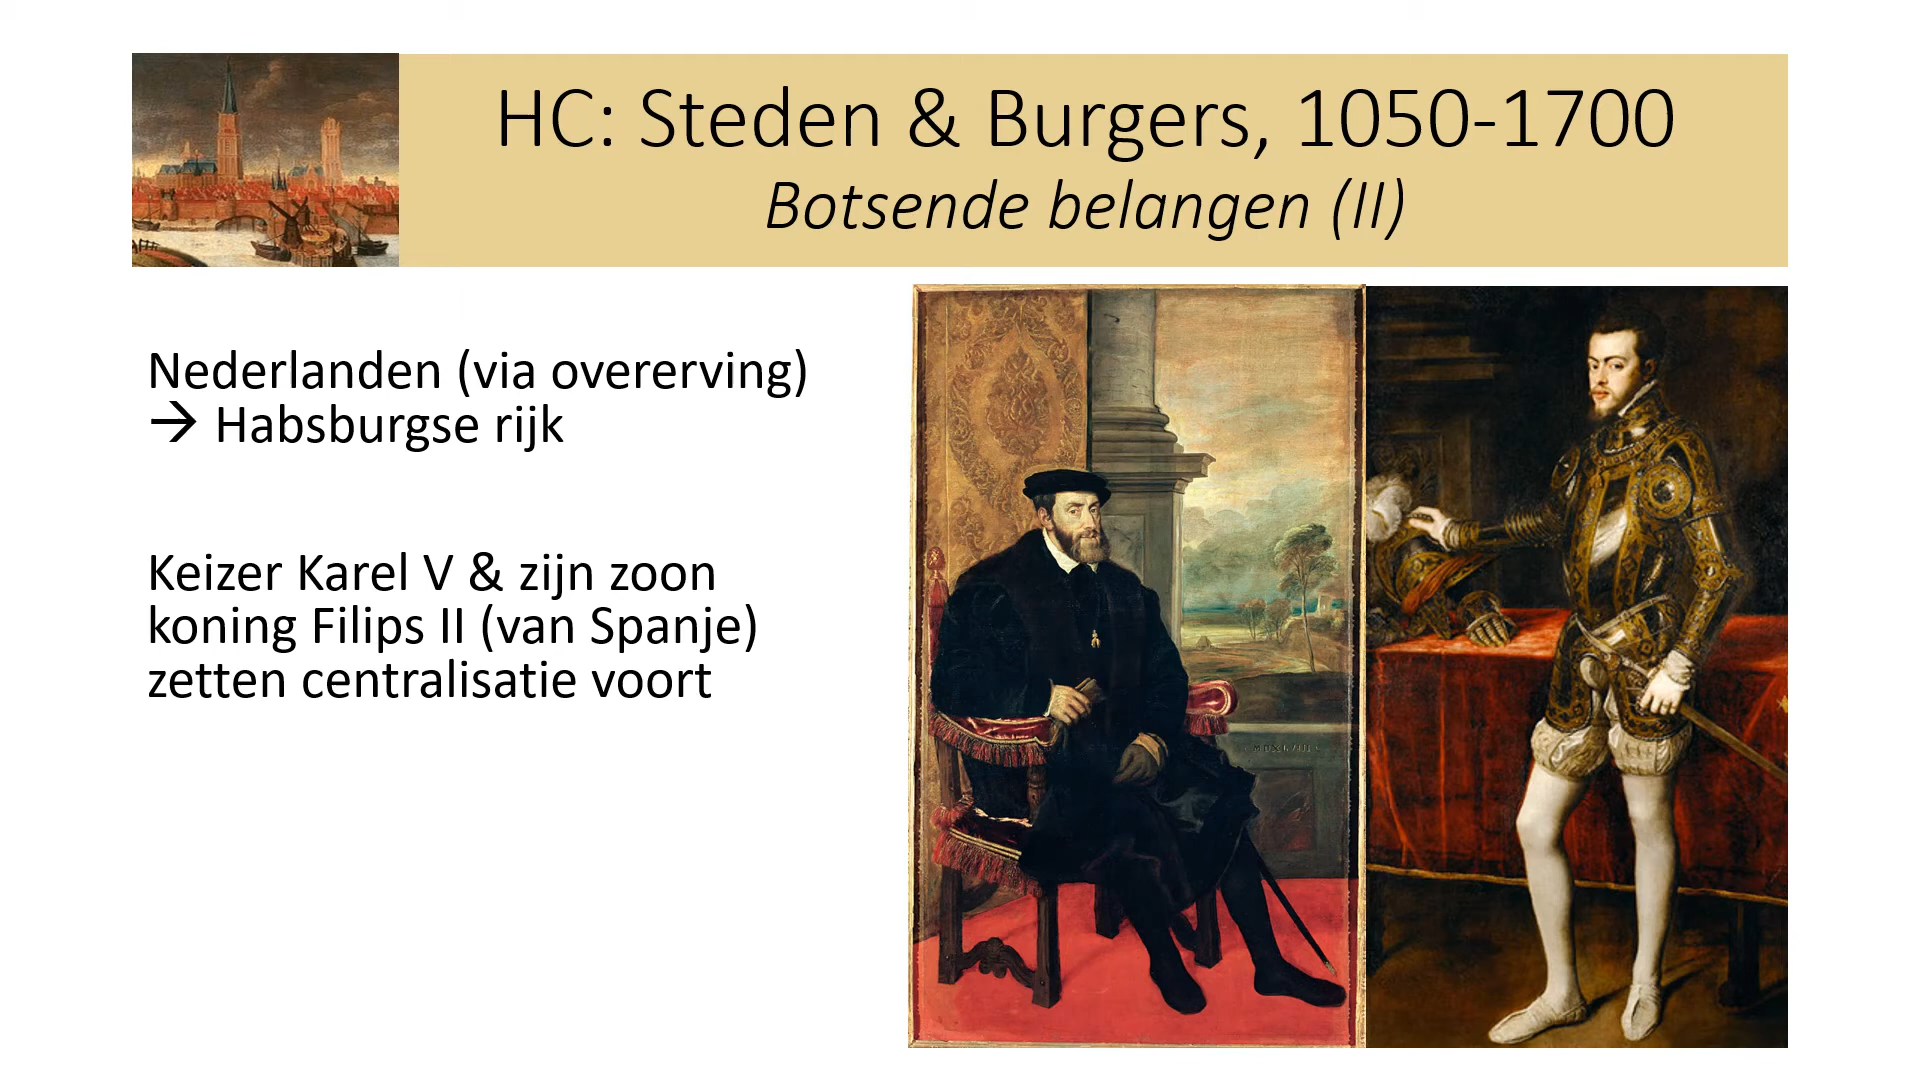 HC: Steden & Burgers, 1050-1700
Botsende belangen (II)
Nederlanden (via overerving)
→ Habsburgse rijk
Keizer Karel V & zijn zoon
koning Filips II (van Spanje)
zetten centralisatie voort